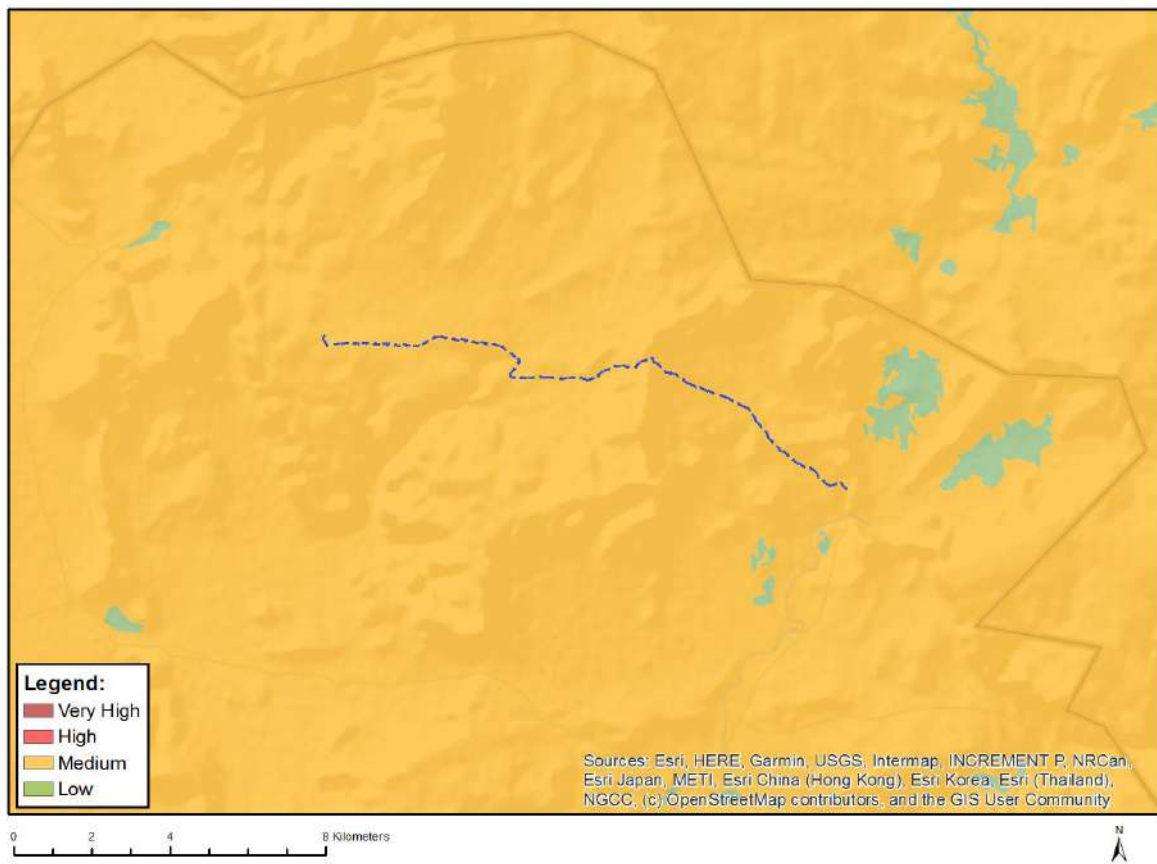 Legend:
Very High
High
Medium
Low
Sources: Esri, HERE, Garmin, USGS, Intermap, INCREMENT P, NRCan,
Esri Japan, METI, Esri China (Hong Kong), Esri Korea, Esri (Thailand),
NGCC, (c) OpenStreetMap contributors, and the GIS User Community
0 2 4 8 Kilometers
N